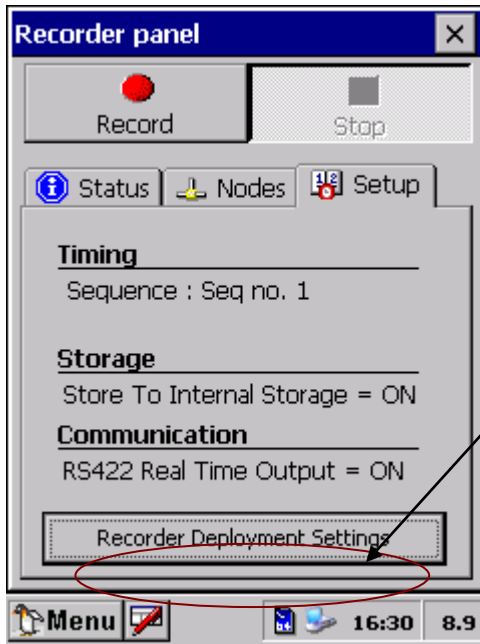 Recorder panel
Record
Stop
Status
Nodes
Setup
Timing
Sequence : Seq no. 1
Storage
Store To Internal Storage = ON
Communication
RS422 Real Time Output = ON
Recorder Deployment Settings
Menu
16:30
8.9